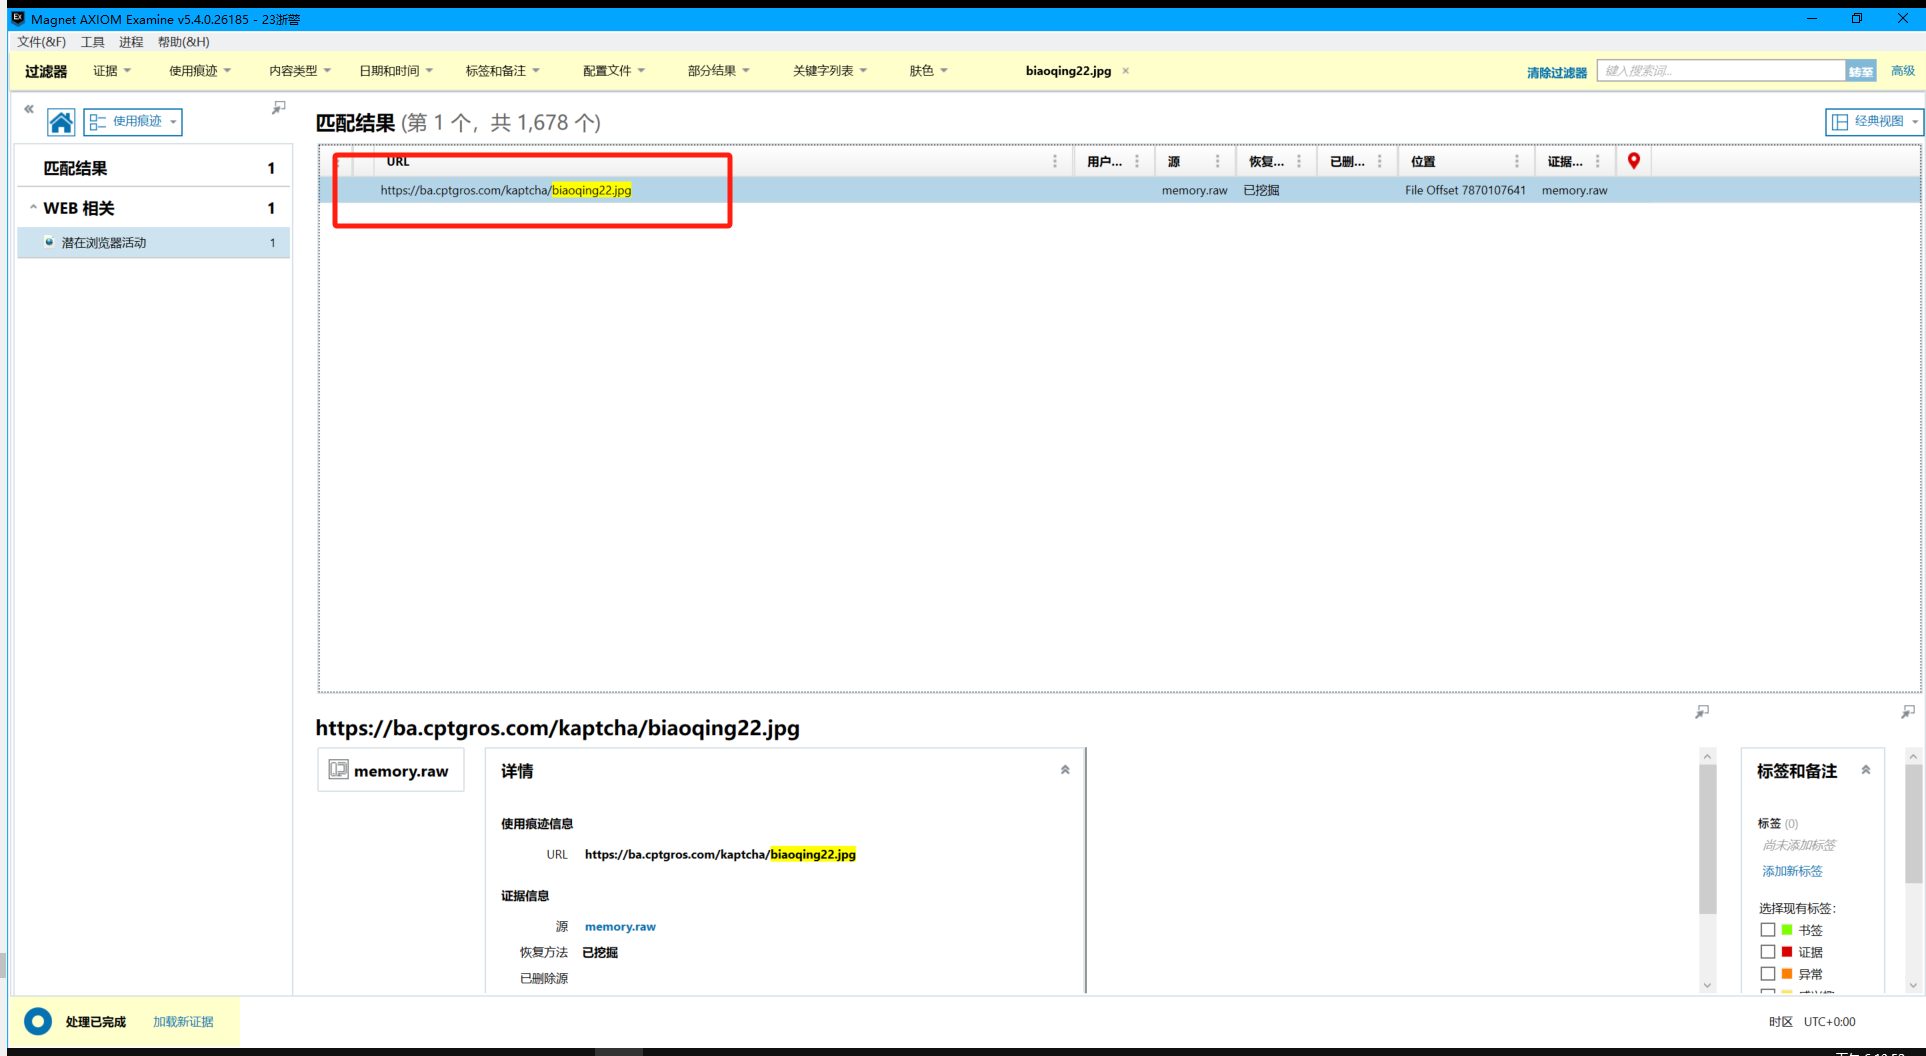 Magnet AXIOM Examine v5.4.0.26185 - 23浙警
文件(&F) 工具 进程 帮助(&H)
过滤器 证据 使用痕迹 内容类型 日期和时间 标签和备注 配置文件 部分结果 关键字列表 肤色 biaoqing22.jpg × 清除过滤器 键入搜索词... 转至 高级
使用痕迹
匹配结果 (第 1 个，共 1,678 个)
经典视图
匹配结果 1
WEB 相关 1
潜在浏览器活动 1
URL 用户... 源 恢复... 已删... 位置 证据...
https://ba.cptgros.com/kaptcha/biaoqing22.jpg memory.raw 已挖掘 File Offset 7870107641 memory.raw
https://ba.cptgros.com/kaptcha/biaoqing22.jpg
memory.raw
详情
使用痕迹信息
URL https://ba.cptgros.com/kaptcha/biaoqing22.jpg
证据信息
源 memory.raw
恢复方法 已挖掘
已删除源
标签和备注
标签 (0)
尚未添加标签
添加新标签
选择现有标签:
书签
证据
异常
处理已完成 加载新证据
时区 UTC+0:00